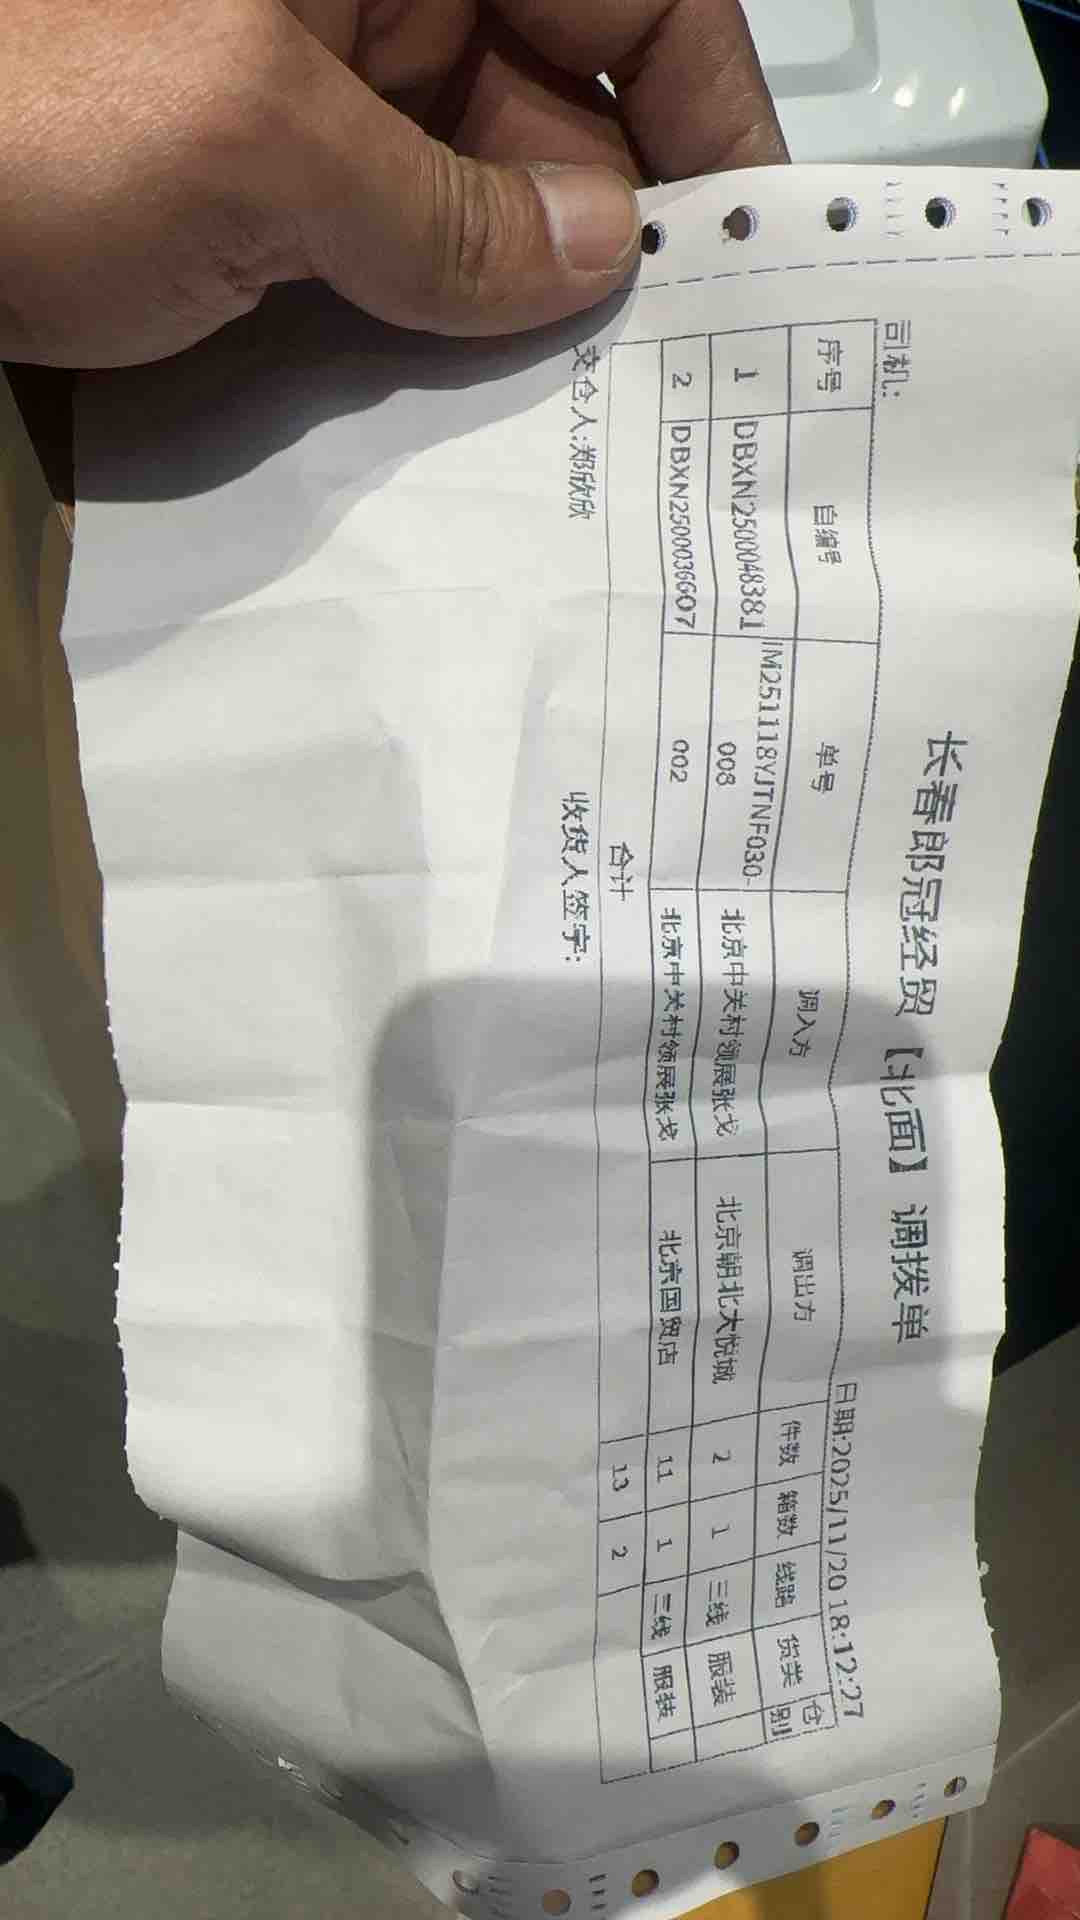 长春郎冠经贸【北面】调拨单
司机:
日期:2025/11/20 18:12:27
序号 自编号 单号 调入方 调出方 件数 箱数 线路 货类 仓别
1 DBXN2500048381 IM251118YJTNF030-008 北京中关村领展张戈 北京朝北大悦城 2 1 三线 服装
2 DBXN2500036607 002 北京中关村领展张戈 北京国贸店 11 1 三线 服装
合计 13 2
交仓人:郑欣欣 收货人签字: